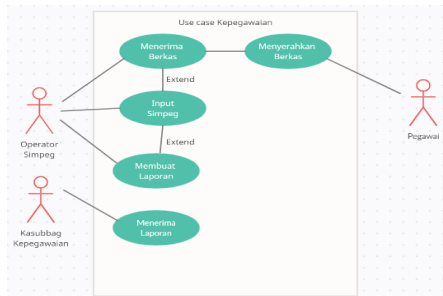 Use case Kepegawaian
Menerima
Berkas
Menyerahkan
Berkas
Extend
Input
Simpeg
Operator
Simpeg
Pegawai
Extend
Membuat
Laporan
Menerima
Laporan
Kasubbag
Kepegawaian